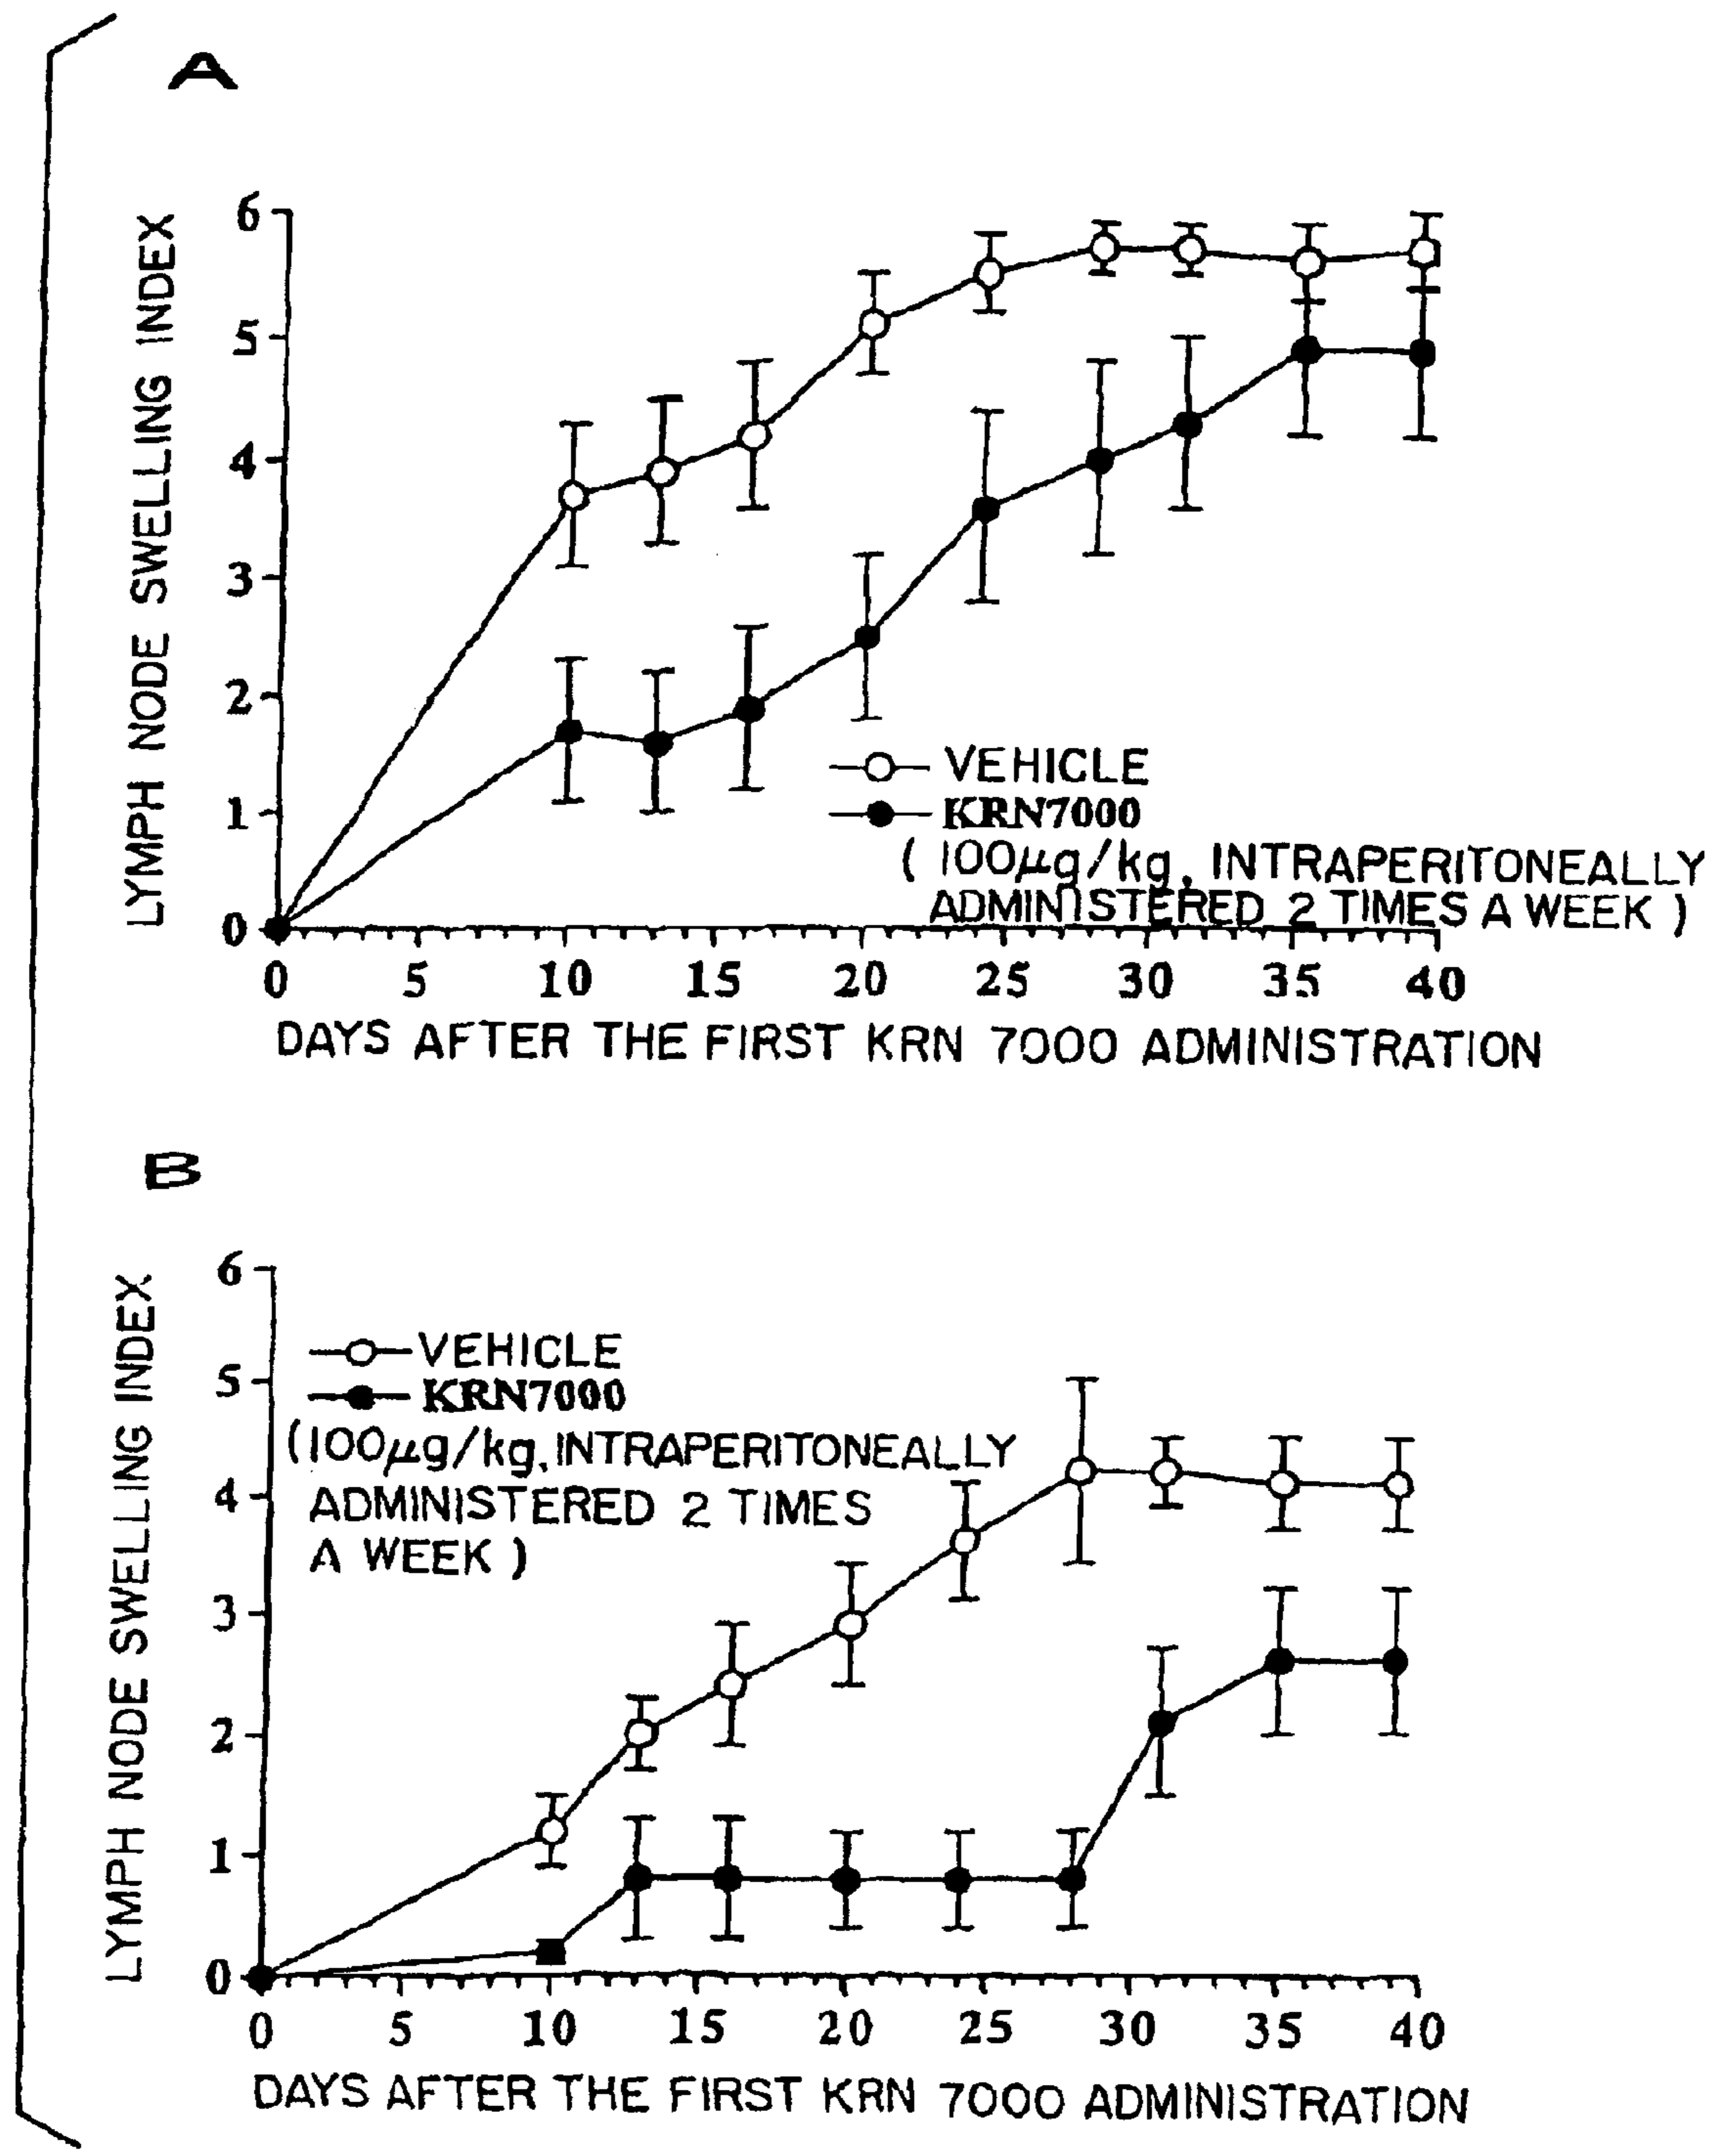 A
LYMPH NODE SWELLING INDEX
6
5
4
3
2
1
0
VEHICLE
KRN7000
( 100µg/kg, INTRAPERITONEALLY
ADMINISTERED 2 TIMES A WEEK )
0 5 10 15 20 25 30 35 40
DAYS AFTER THE FIRST KRN 7000 ADMINISTRATION
B
LYMPH NODE SWELLING INDEX
6
5
4
3
2
1
0
VEHICLE
KRN7000
(100µg/kg, INTRAPERITONEALLY
ADMINISTERED 2 TIMES
A WEEK )
0 5 10 15 20 25 30 35 40
DAYS AFTER THE FIRST KRN 7000 ADMINISTRATION